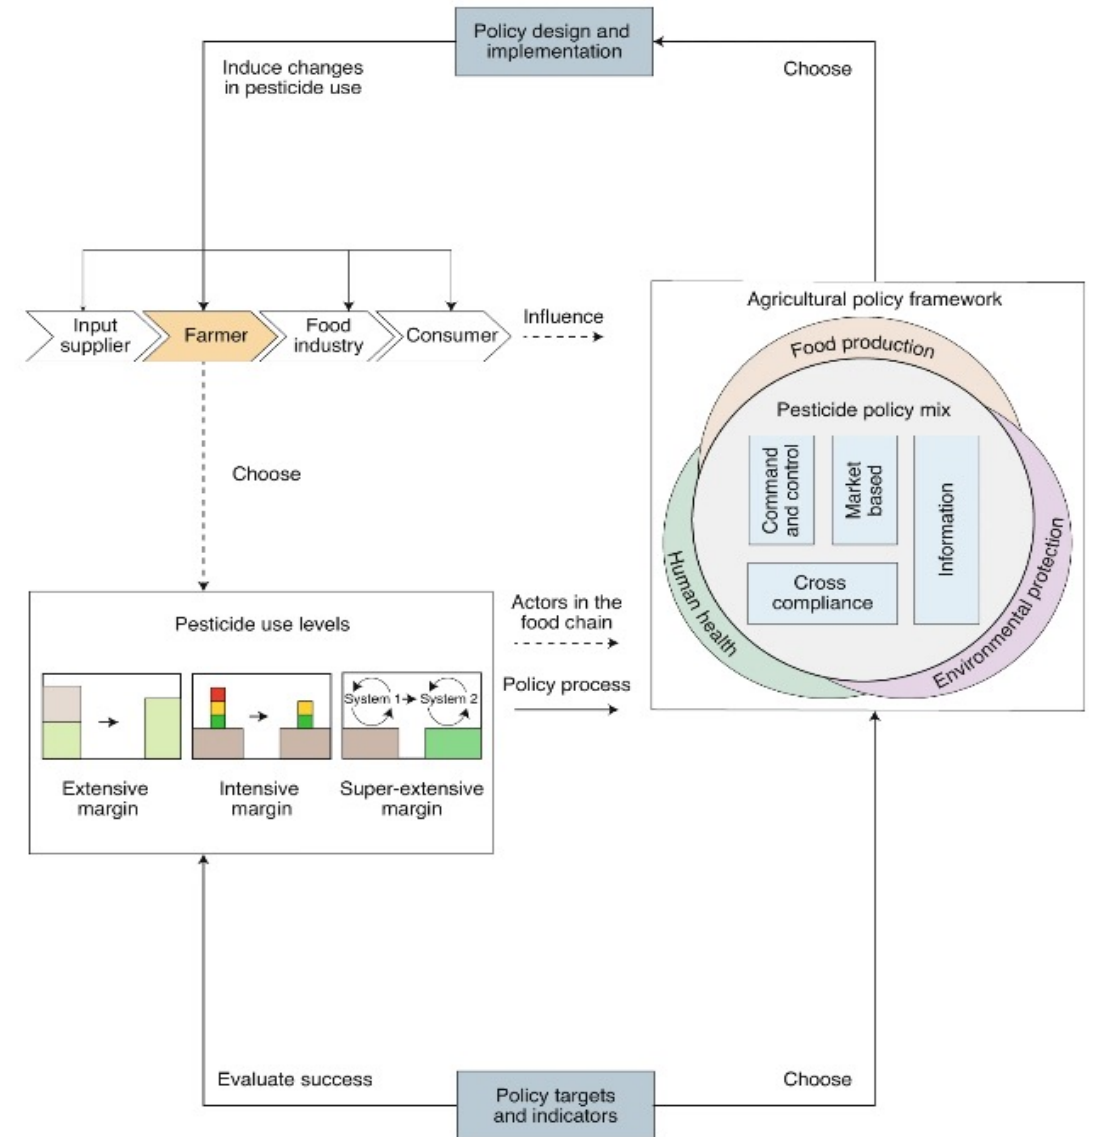 Policy design and
implementation
Induce changes
in pesticide use
Choose
Input
supplier
Farmer
Food
industry
Consumer
Influence
Choose
Agricultural policy framework
Food production
Pesticide policy mix
Command
and control
Market
based
Information
Cross
compliance
Human health
Environmental protection
Pesticide use levels
System 1
System 2
Extensive
margin
Intensive
margin
Super-extensive
margin
Actors in the
food chain
Policy process
Evaluate success
Choose
Policy targets
and indicators